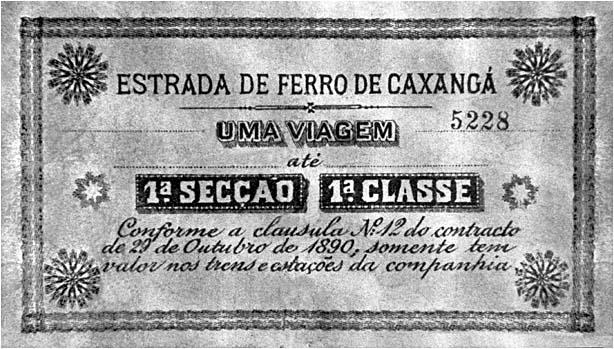 ESTRADA DE FERRO DE CAXANGÁ
5228
UMA VIAGEM
até
1ª SECÇÃO 1ª CLASSE
Conforme a clausula Nº 12 do contracto
de 29 de Outubro de 1890, somente tem
valor nos trens e estações da companhia